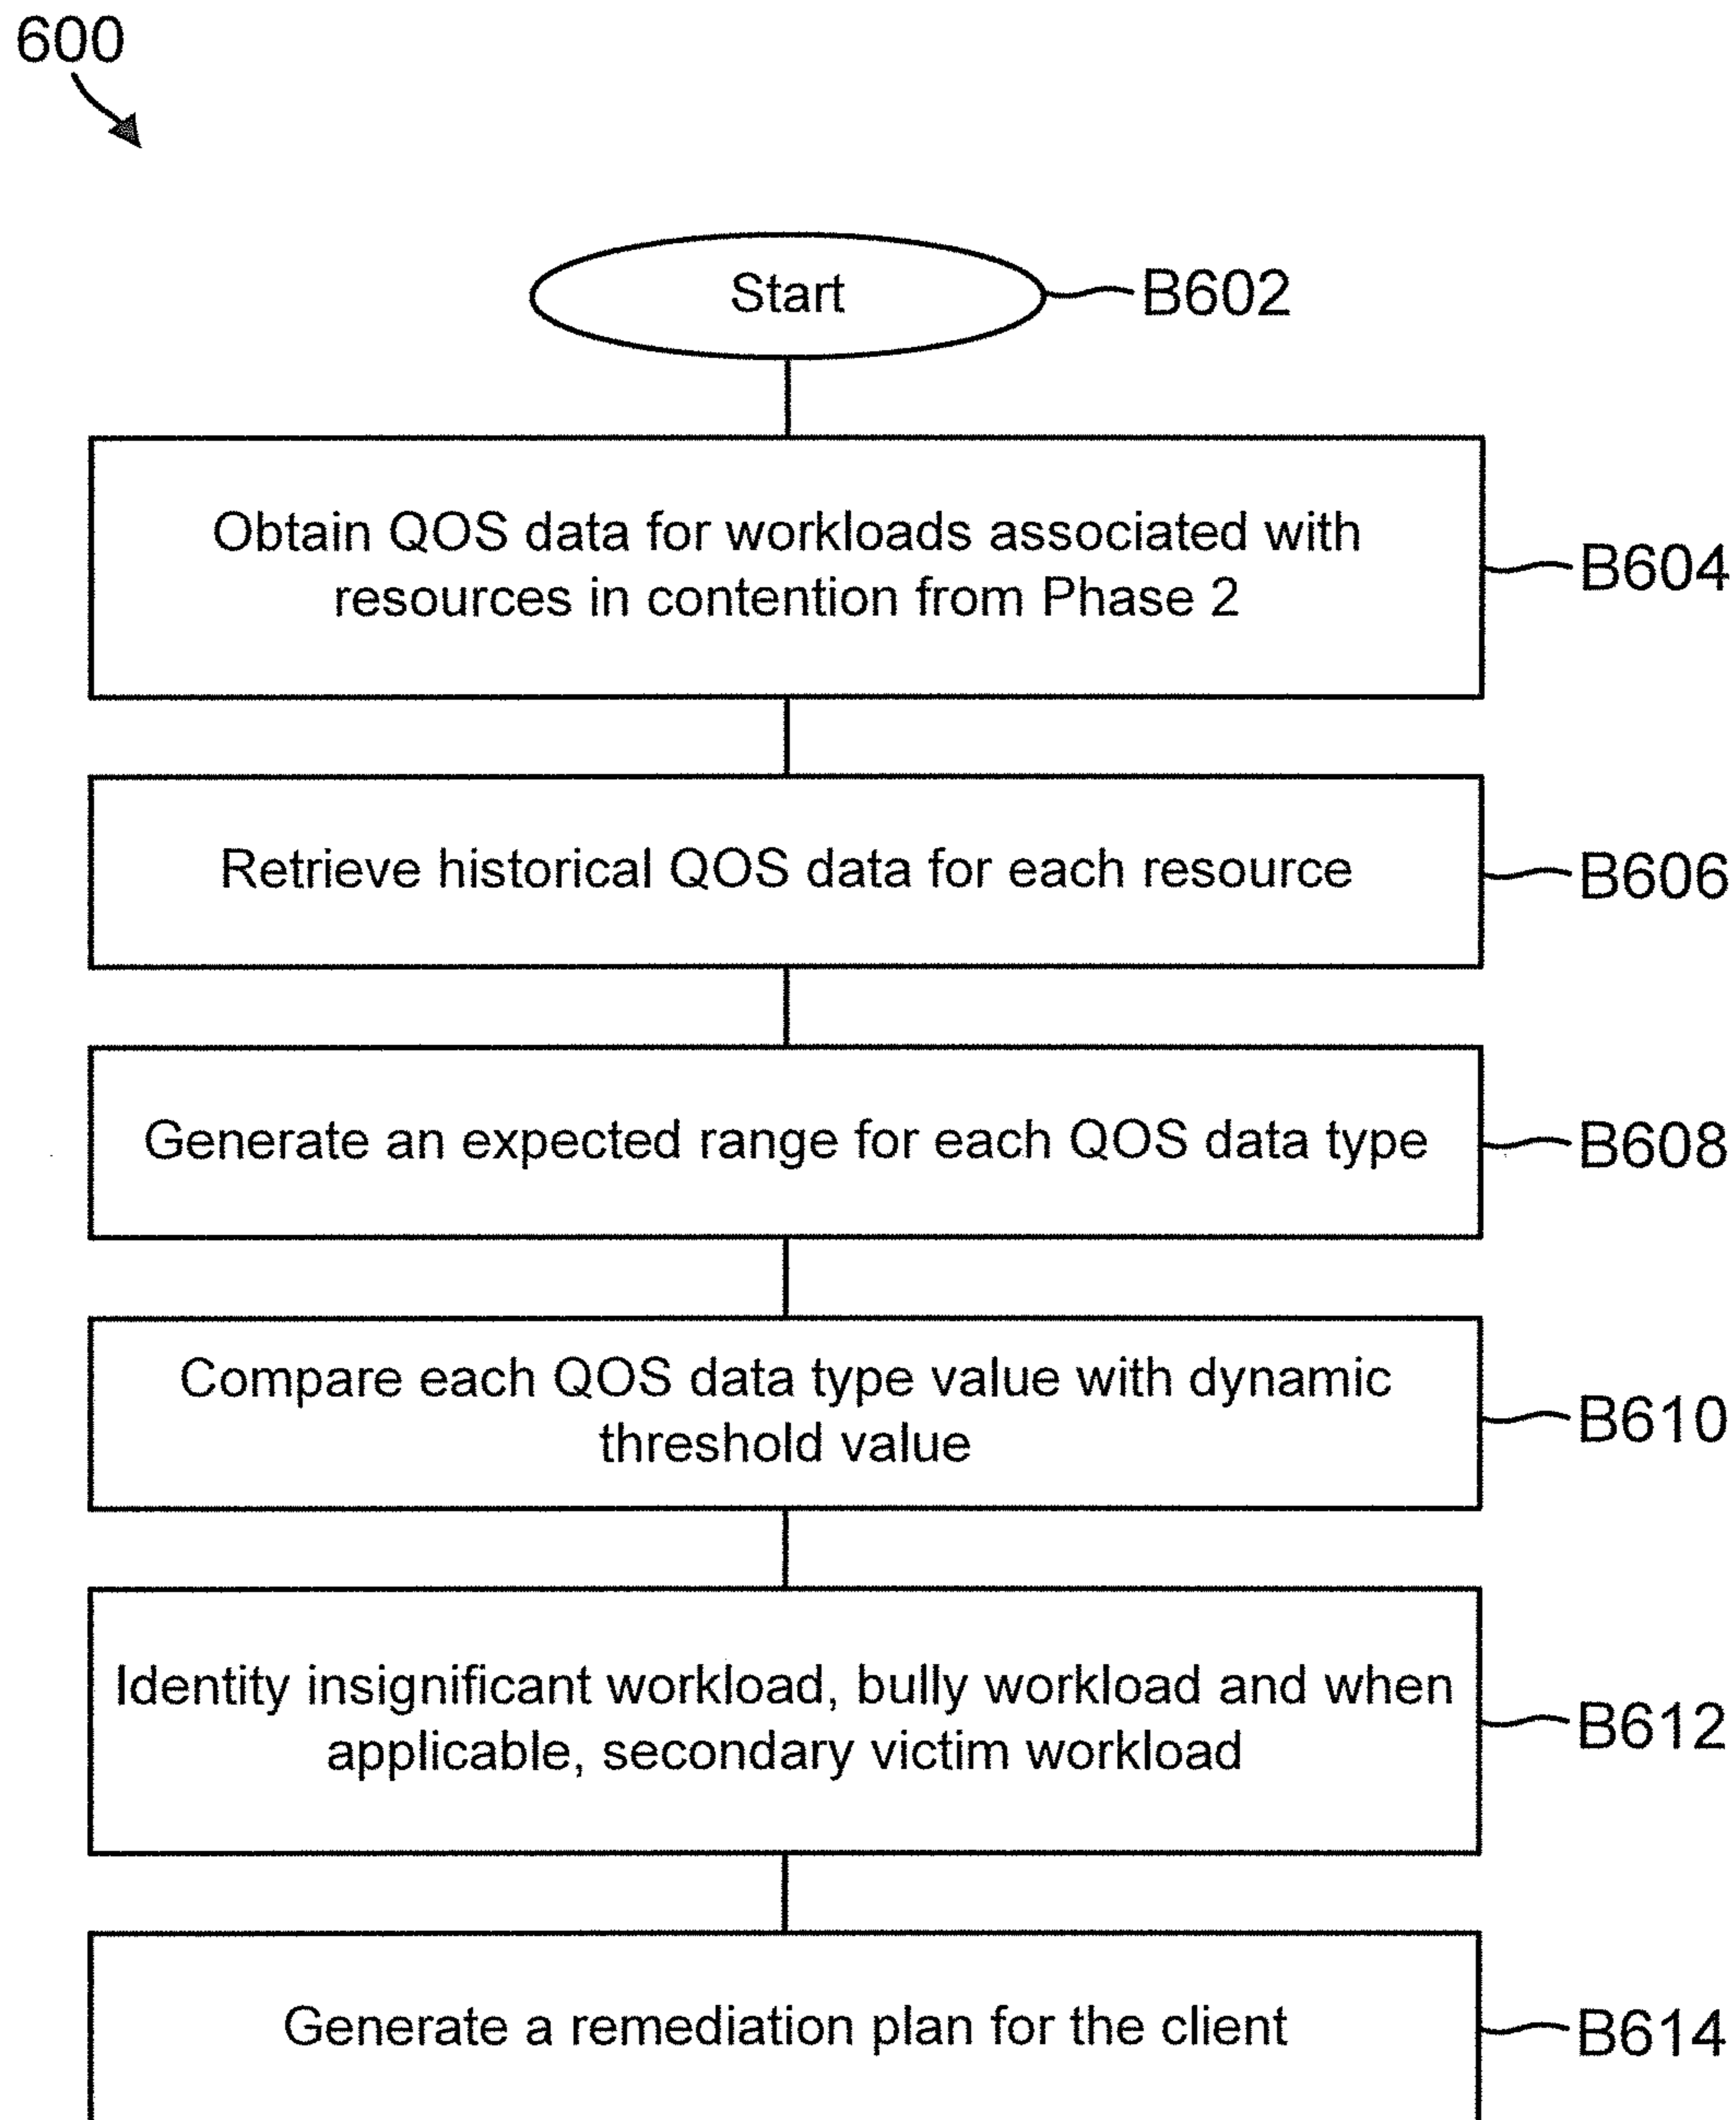 600
Start
B602
Obtain QOS data for workloads associated with
resources in contention from Phase 2
B604
Retrieve historical QOS data for each resource
B606
Generate an expected range for each QOS data type
B608
Compare each QOS data type value with dynamic
threshold value
B610
Identity insignificant workload, bully workload and when
applicable, secondary victim workload
B612
Generate a remediation plan for the client
B614